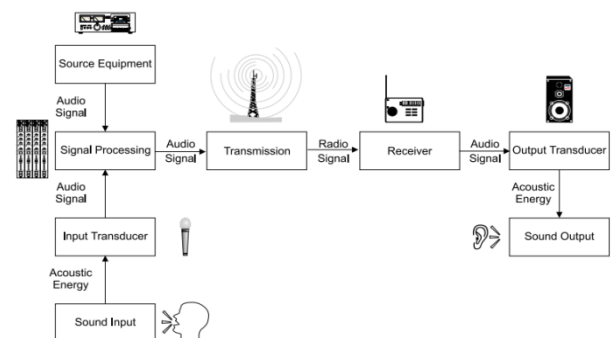 Source Equipment
Audio
Signal
Signal Processing
Audio
Signal
Transmission
Radio
Signal
Receiver
Audio
Signal
Output Transducer
Audio
Signal
Acoustic
Energy
Input Transducer
Sound Output
Acoustic
Energy
Sound Input